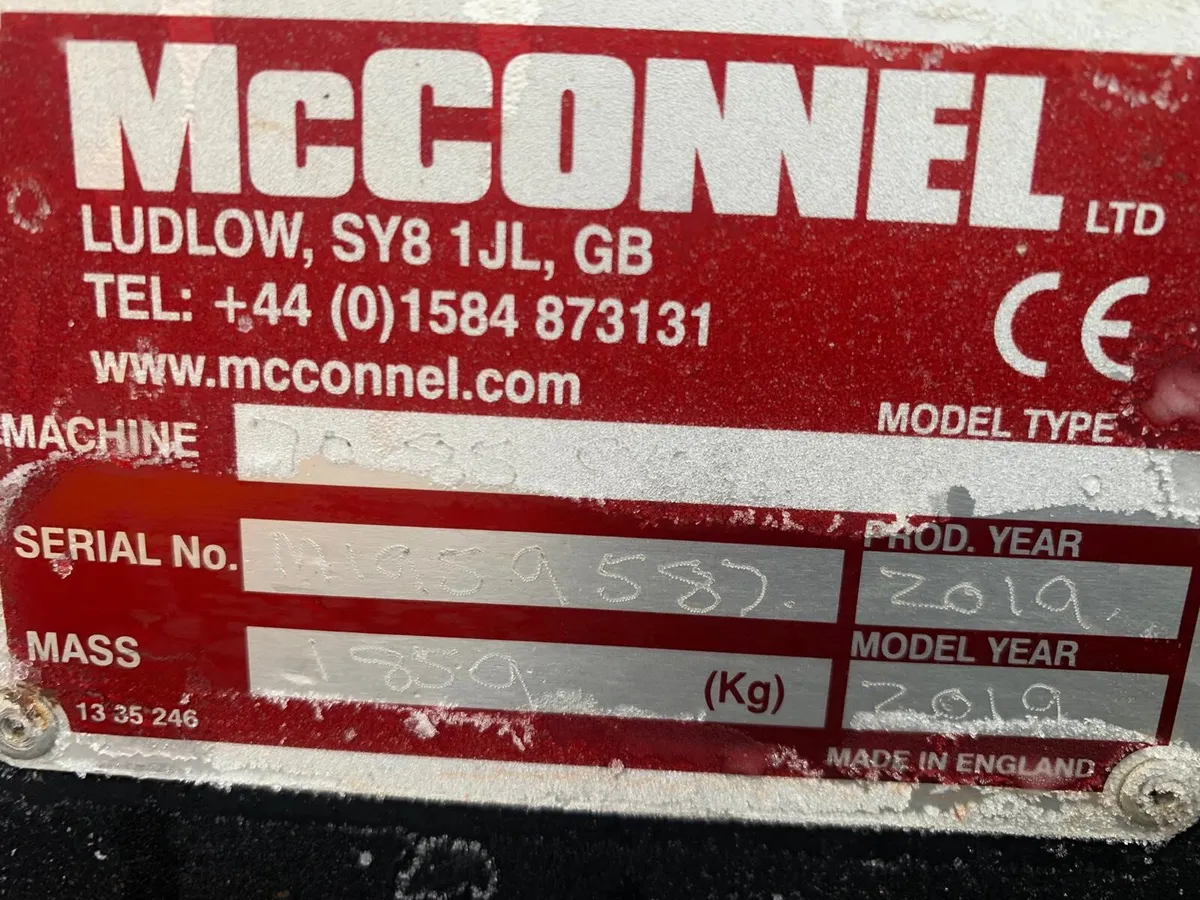 McCONNEL LTD
LUDLOW, SY8 1JL, GB
TEL: +44 (0)1584 873131
www.mcconnel.com
CE
MACHINE
MODEL TYPE
SERIAL No.
PROD. YEAR
2019.
MASS 1859 (Kg)
MODEL YEAR
2019
13 35 246
MADE IN ENGLAND